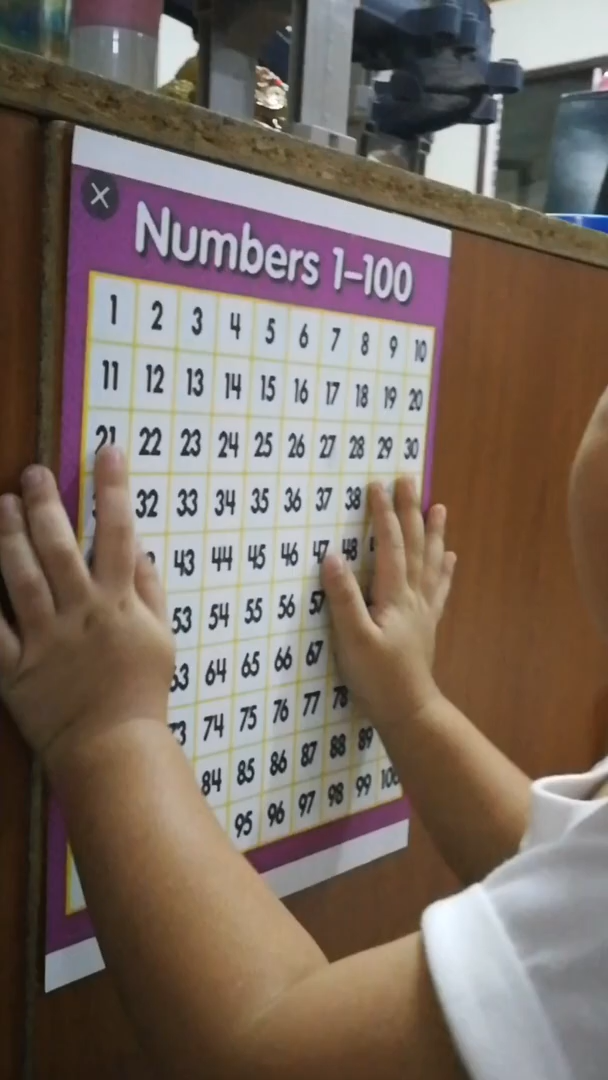 Numbers 1–100
1 2 3 4 5 6 7 8 9 10
11 12 13 14 15 16 17 18 19 20
21 22 23 24 25 26 27 28 29 30
32 33 34 35 36 37 38
43 44 45 46 47 48
53 54 55 56 57
63 64 65 66 67
73 74 75 76 77 78
84 85 86 87 88 89
95 96 97 98 99 100